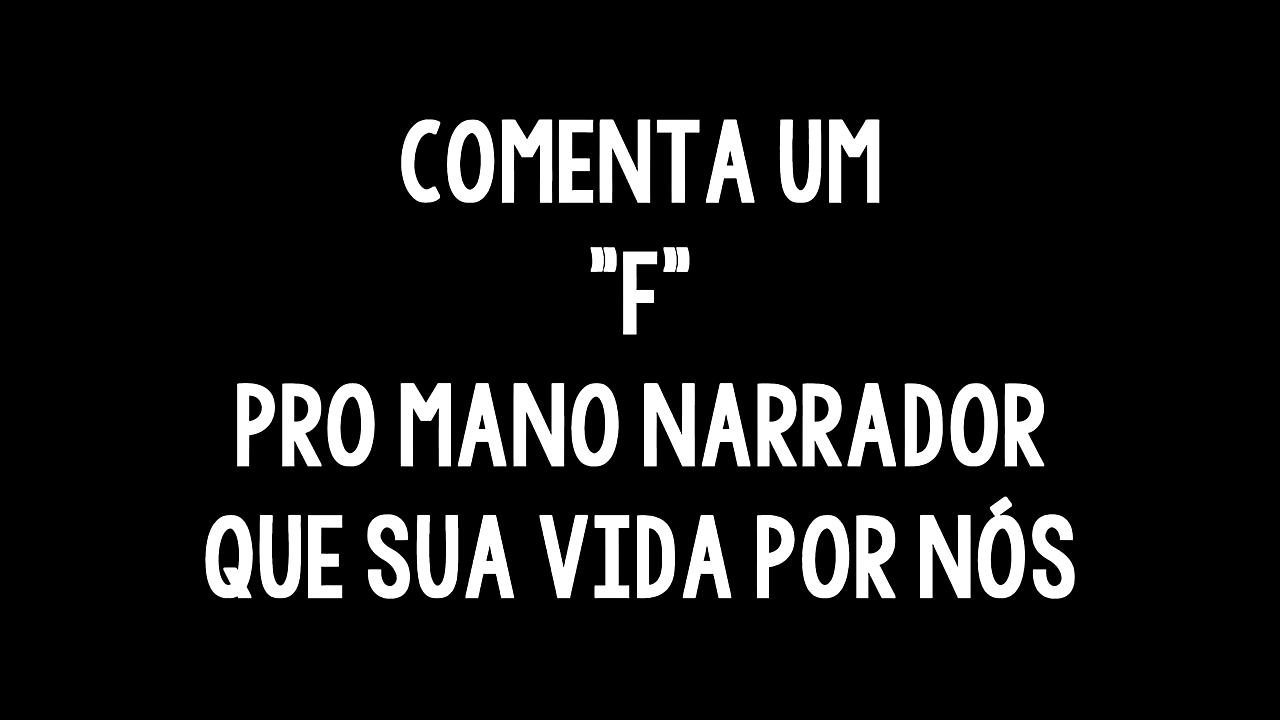 COMENTA UM
"F"
PRO MANO NARRADOR
QUE SUA VIDA POR NÓS